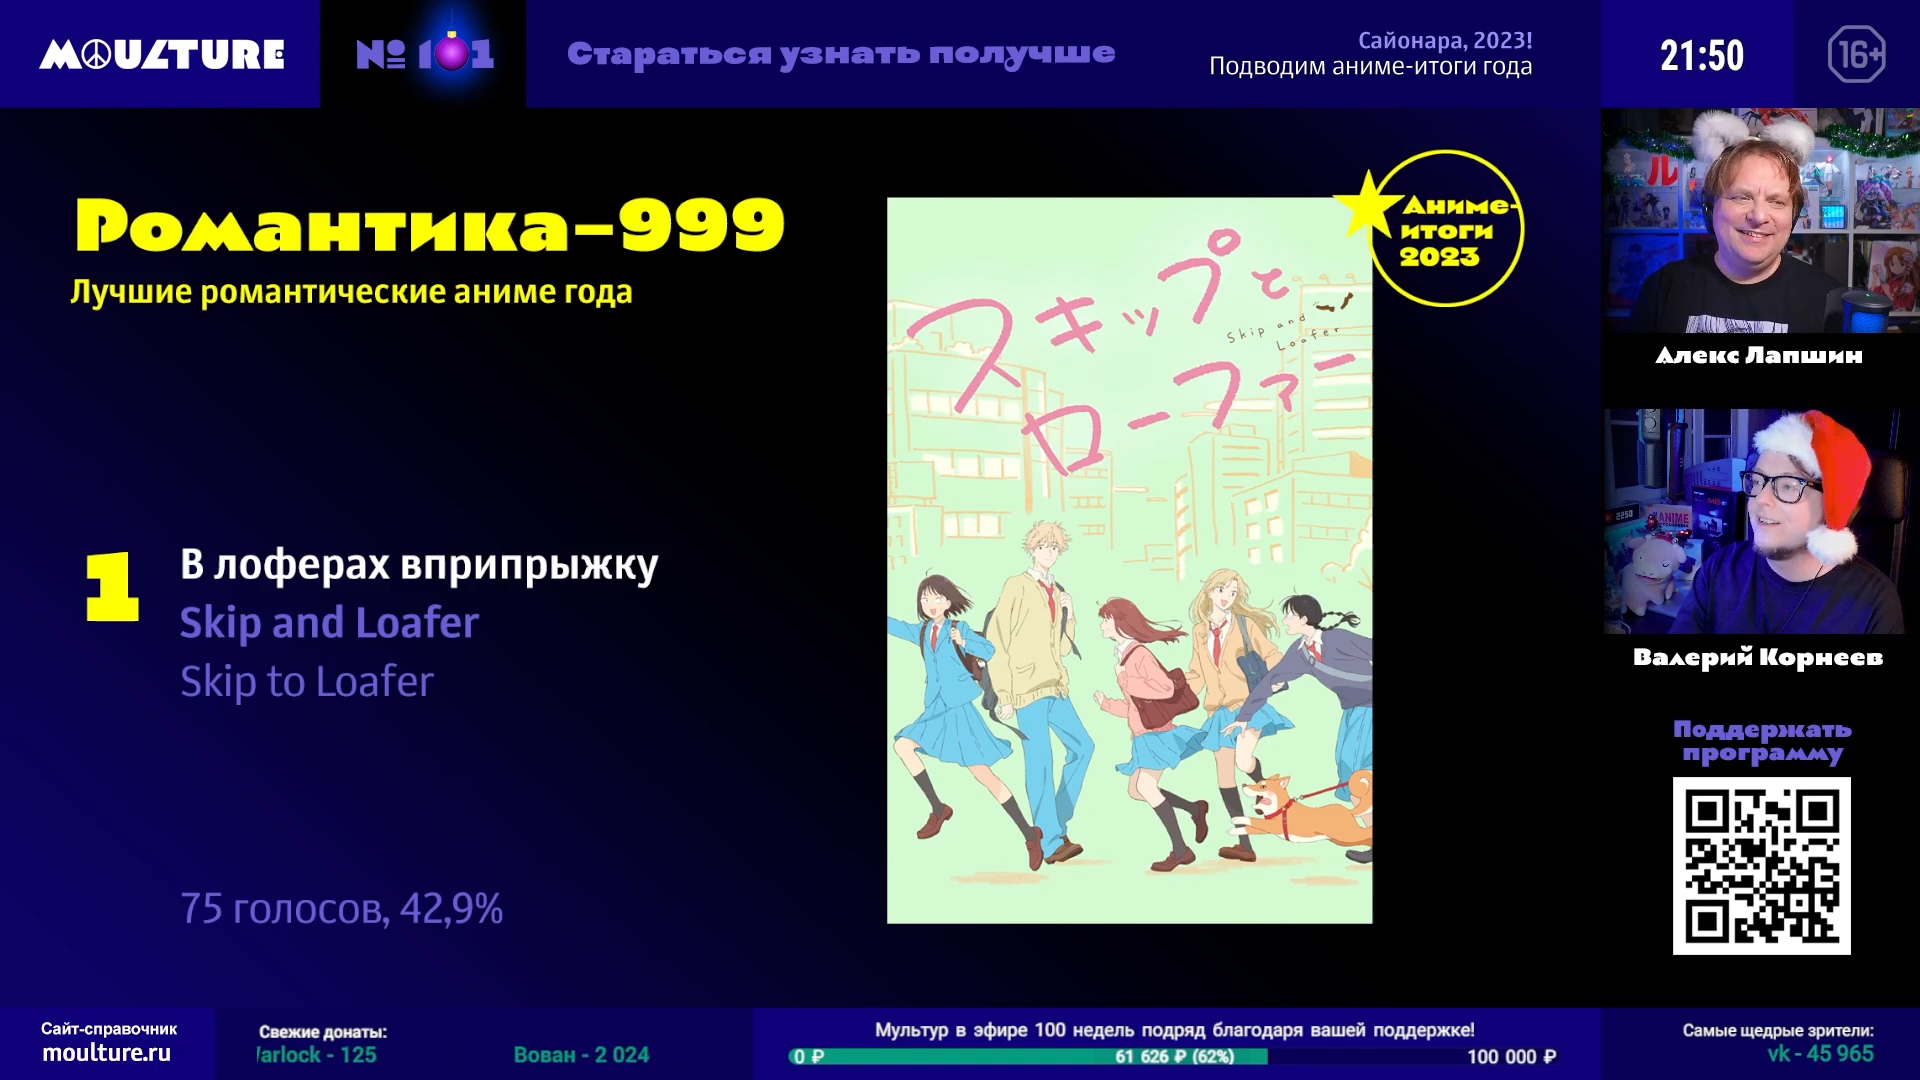 MOULTURE
№ 101
Стараться узнать получше
Сайонара, 2023!
Подводим аниме-итоги года
21:50
16+
Романтика-999
Лучшие романтические аниме года
Аниме-
итоги
2023
スキップと
Skip and
Loafer
ローファー
1
В лоферах вприпрыжку
Skip and Loafer
Skip to Loafer
75 голосов, 42,9%
Алекс Лапшин
ANIME
Валерий Корнеев
Поддержать
программу
Сайт-справочник
moulture.ru
Свежие донаты:
arlock - 125
Вован - 2 024
Мультур в эфире 100 недель подряд благодаря вашей поддержке!
0 ₽
61 626 ₽ (62%)
100 000 ₽
Самые щедрые зрители:
vk - 45 965